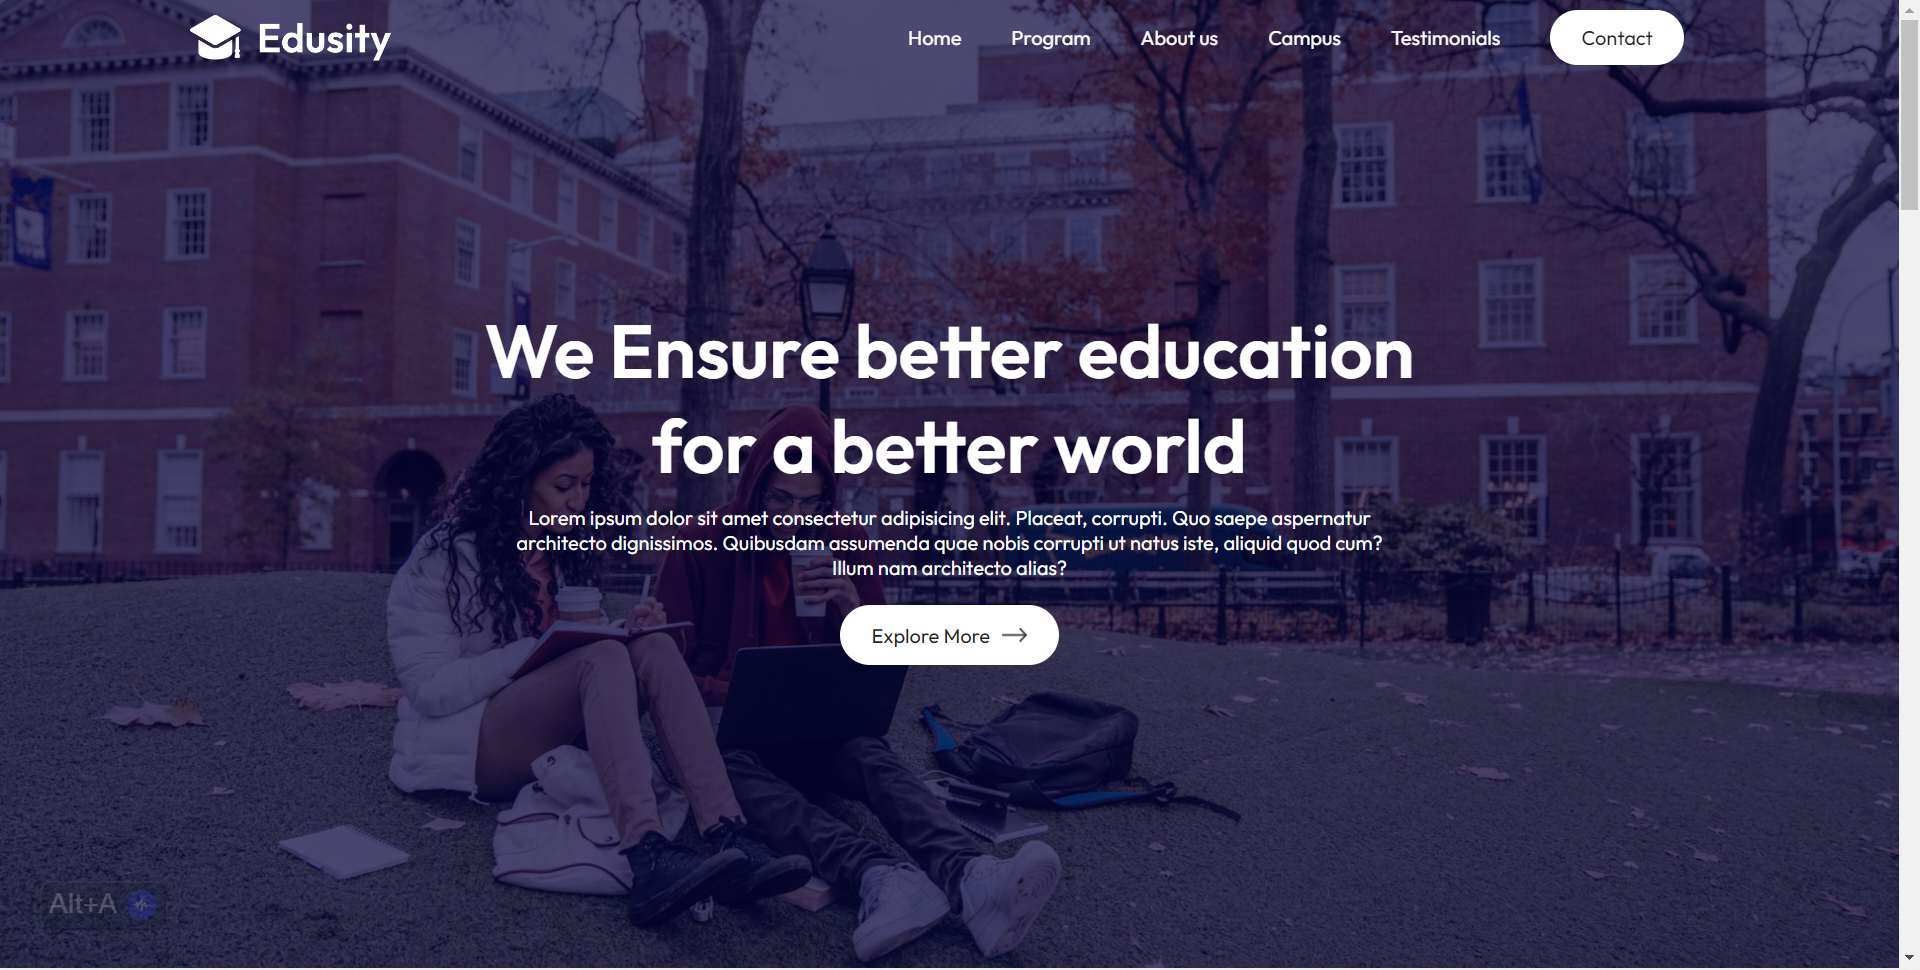 Edusity
Home Program About us Campus Testimonials Contact
We Ensure better education
for a better world
Lorem ipsum dolor sit amet consectetur adipisicing elit. Placeat, corrupti. Quo saepe aspernatur
architecto dignissimos. Quibusdam assumenda quae nobis corrupti ut natus iste, aliquid quod cum?
Illum nam architecto alias?
Explore More
Alt+A